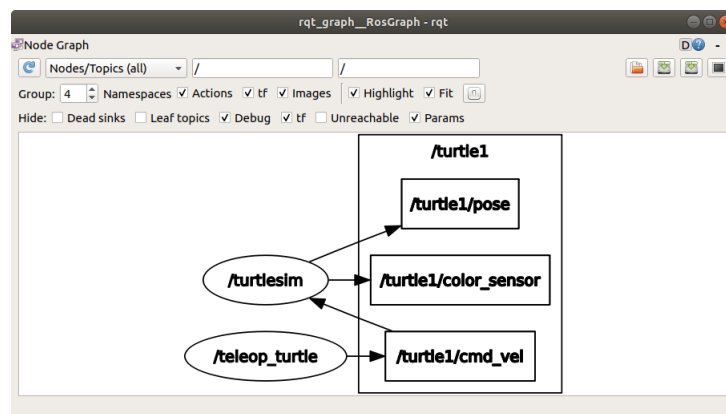 rqt_graph__RosGraph - rqt
Node Graph
D
-
Nodes/Topics (all)
/
/
Group: 4 Namespaces Actions tf Images Highlight Fit
Hide: Dead sinks Leaf topics Debug tf Unreachable Params
/turtle1
/turtle1/pose
/turtlesim
/turtle1/color_sensor
/teleop_turtle
/turtle1/cmd_vel